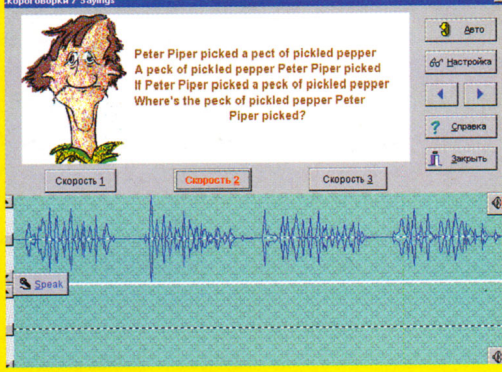 Скороговорки / Sayings
Peter Piper picked a pect of pickled pepper
A peck of pickled pepper Peter Piper picked
If Peter Piper picked a peck of pickled pepper
Where's the peck of pickled pepper Peter
Piper picked?
Авто
Настройка
Справка
Закрыть
Скорость 1
Скорость 2
Скорость 3
Speak